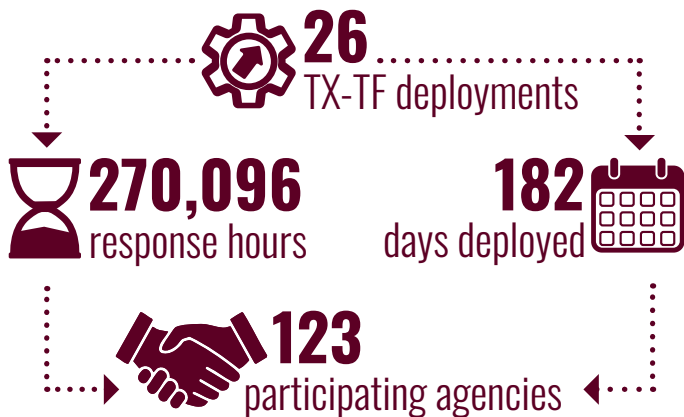 26
TX-TF deployments
270,096
response hours
182
days deployed
123
participating agencies